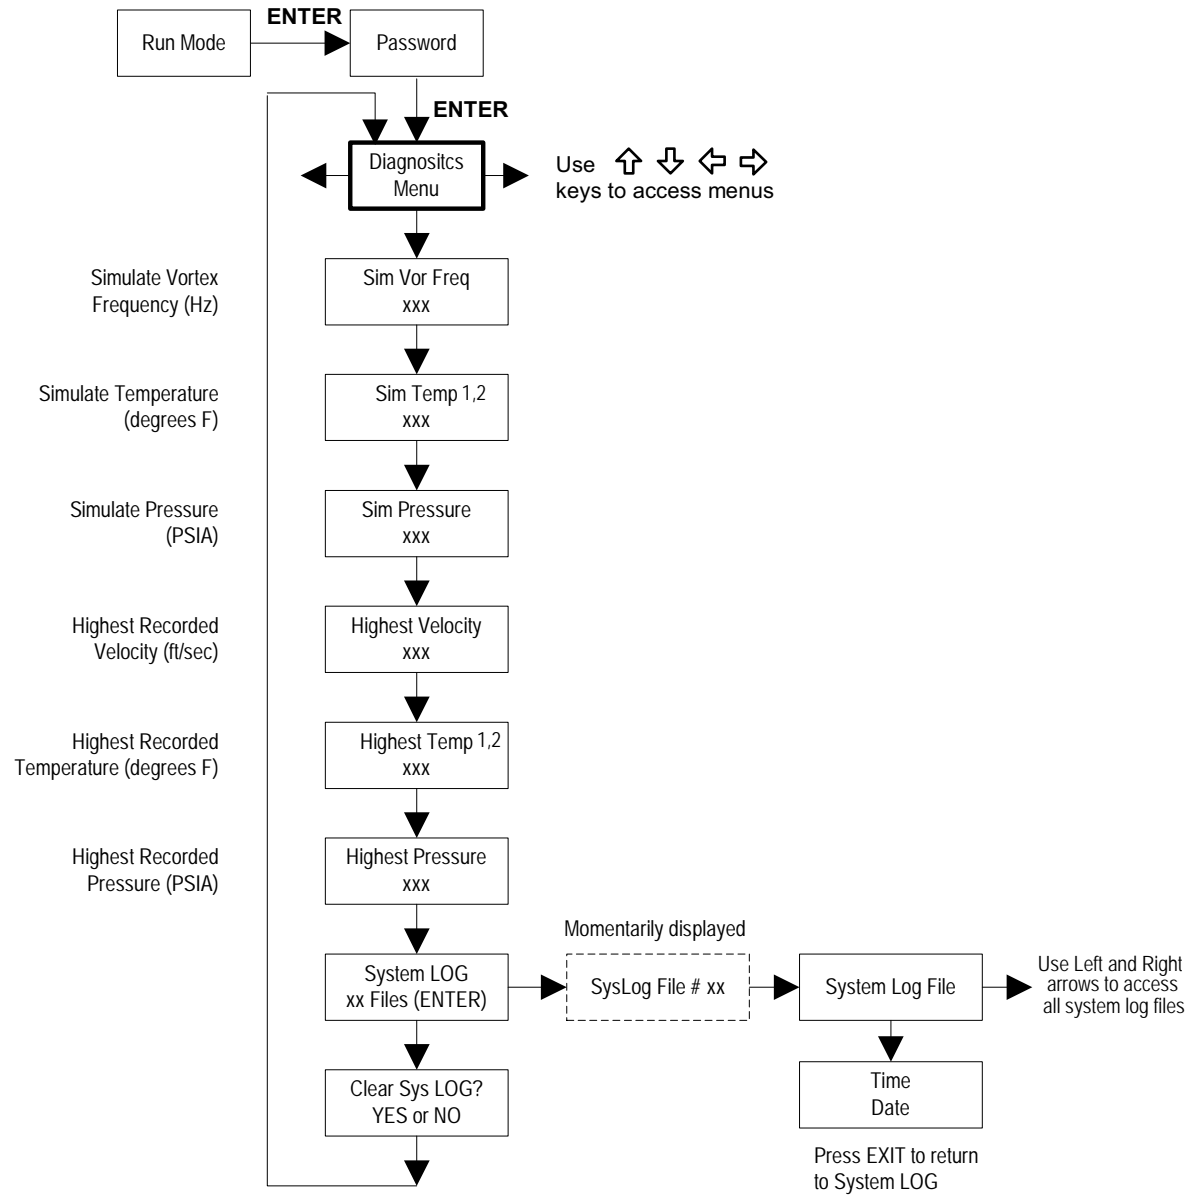 ENTER
Run Mode
Password
ENTER
Diagnositcs
Menu
Use
keys to access menus
Simulate Vortex
Frequency (Hz)
Sim Vor Freq
xxx
Simulate Temperature
(degrees F)
Sim Temp 1,2
xxx
Simulate Pressure
(PSIA)
Sim Pressure
xxx
Highest Recorded
Velocity (ft/sec)
Highest Velocity
xxx
Highest Recorded
Temperature (degrees F)
Highest Temp 1,2
xxx
Highest Recorded
Pressure (PSIA)
Highest Pressure
xxx
System LOG
xx Files (ENTER)
Momentarily displayed
SysLog File # xx
System Log File
Use Left and Right
arrows to access
all system log files
Clear Sys LOG?
YES or NO
Time
Date
Press EXIT to return
to System LOG